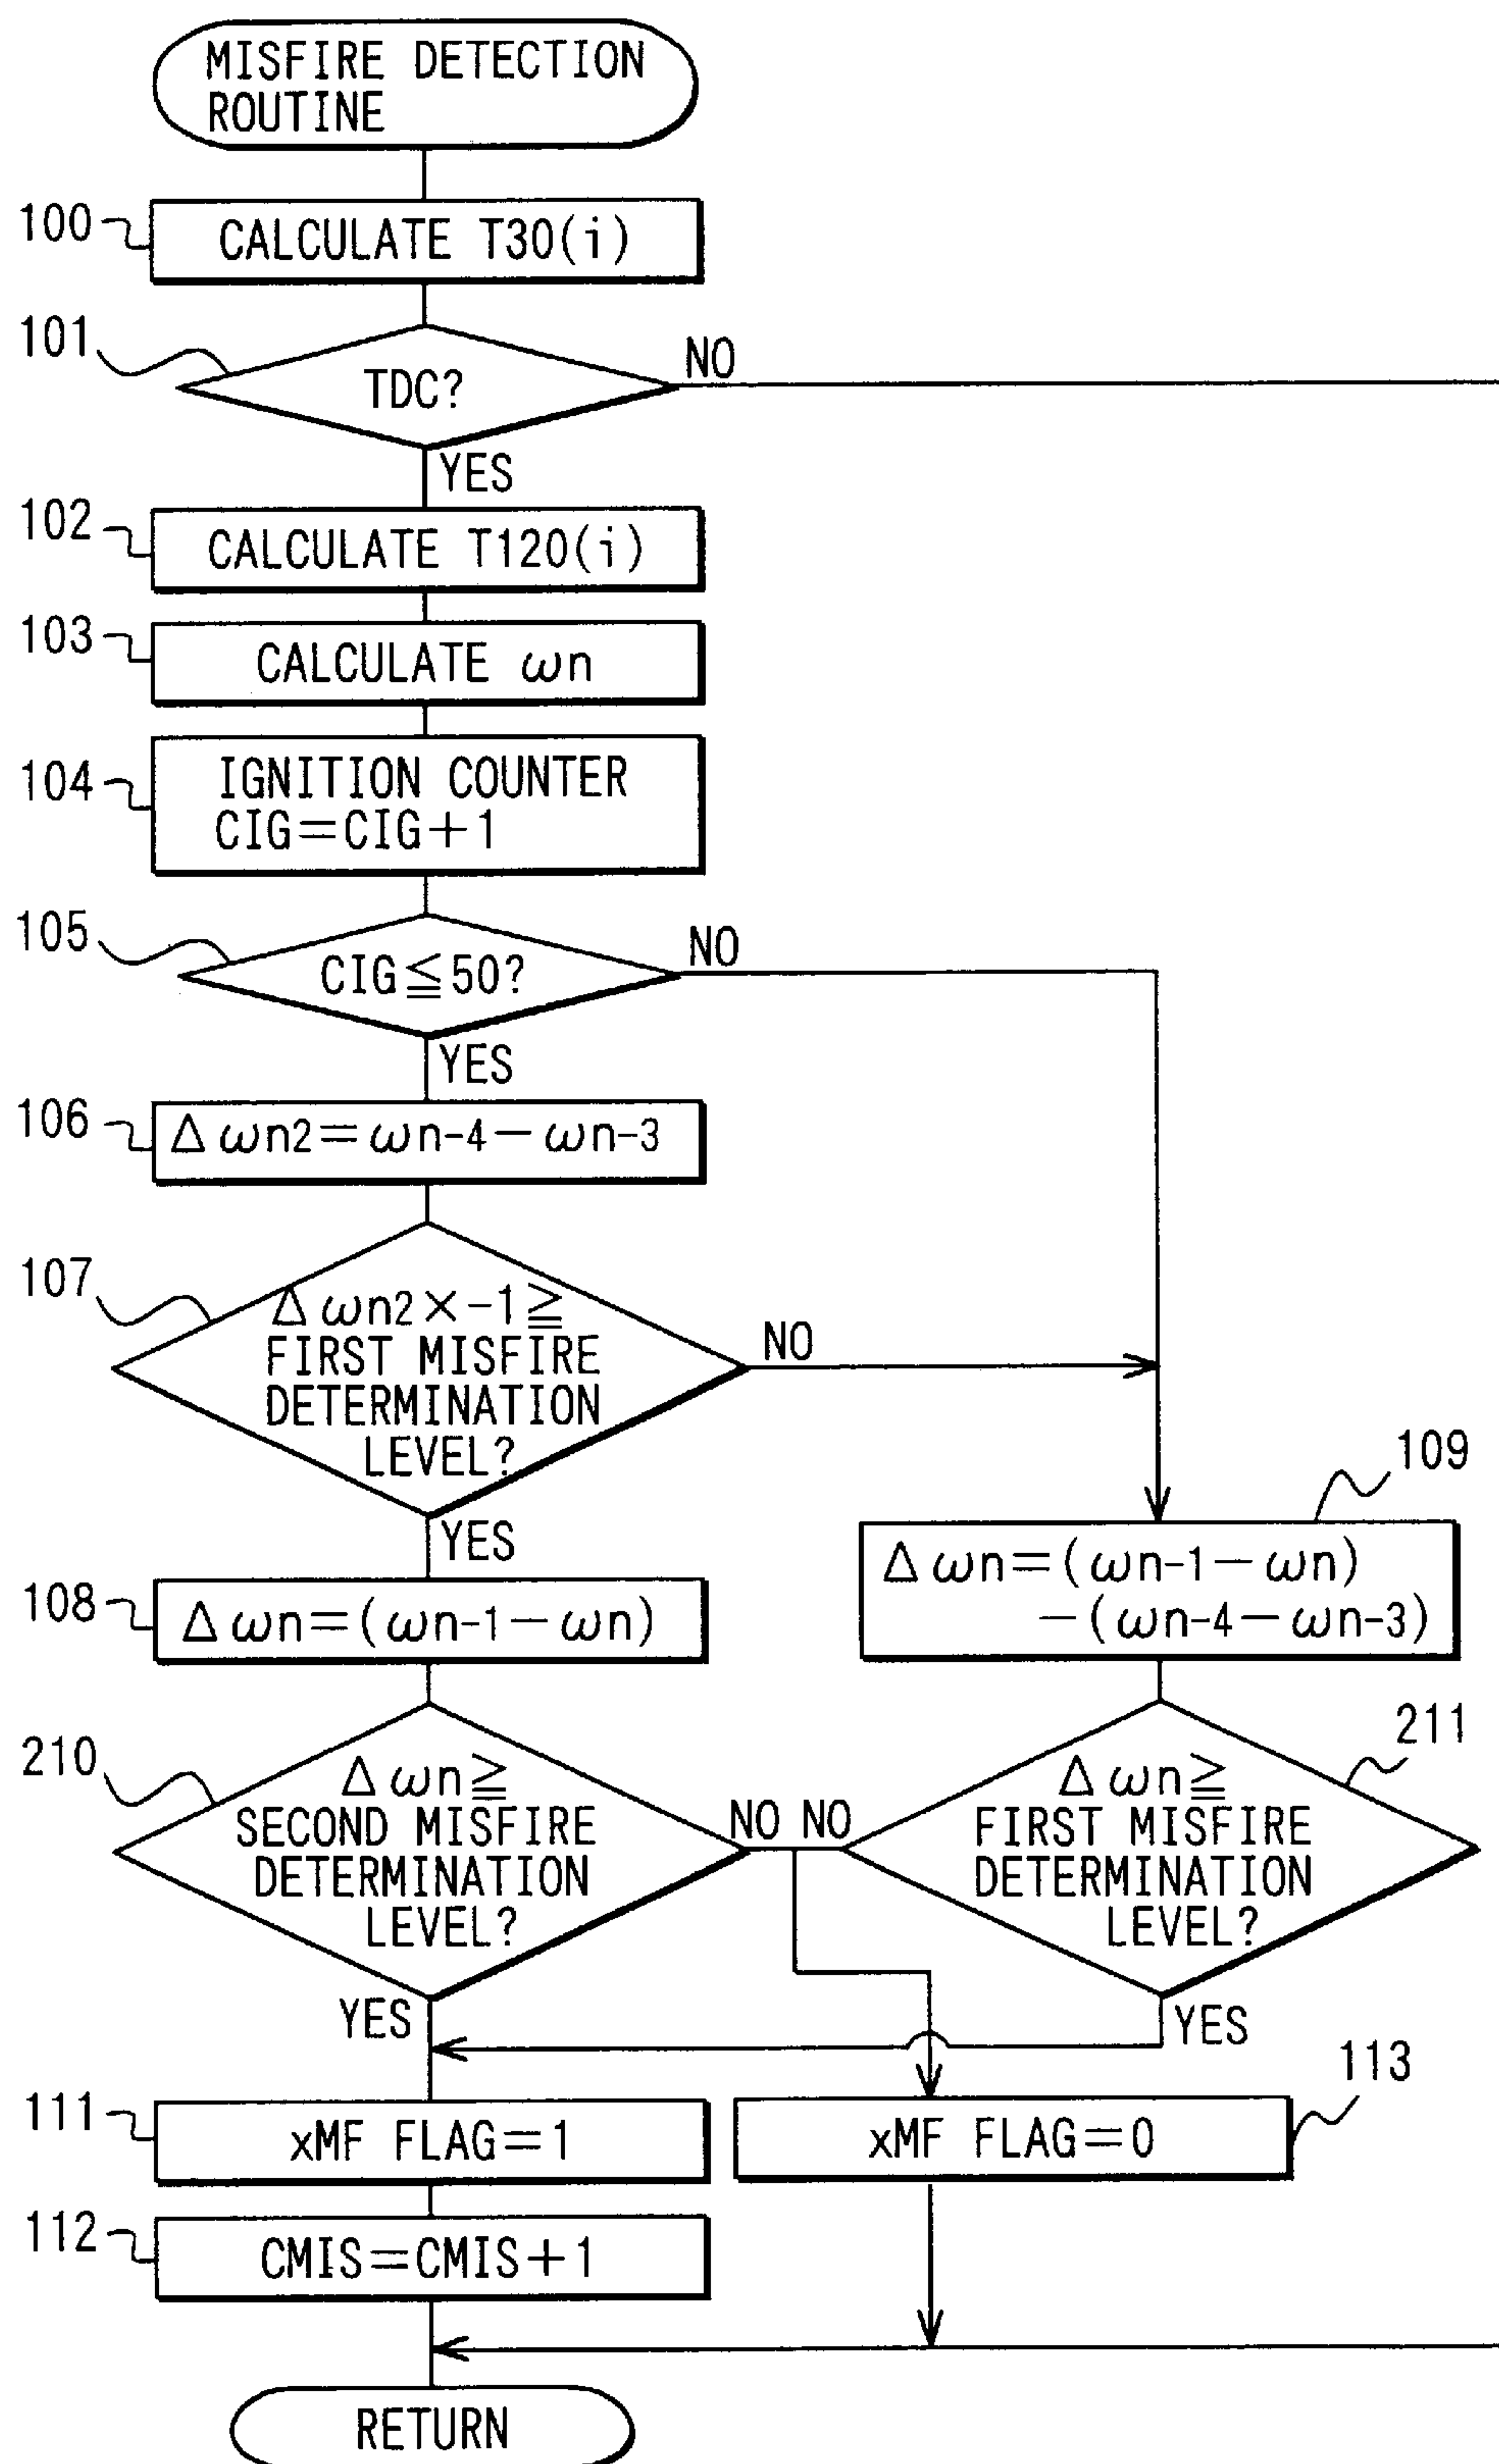 MISFIRE DETECTION
ROUTINE
100
CALCULATE T30(i)
101
TDC?
NO
YES
102
CALCULATE T120(i)
103
CALCULATE ωn
104
IGNITION COUNTER
CIG=CIG+1
105
CIG≦50?
NO
YES
106
Δωn2=ωn-4-ωn-3
107
Δωn2×-1≧
FIRST MISFIRE
DETERMINATION
LEVEL?
NO
YES
108
Δωn=(ωn-1-ωn)
109
Δωn=(ωn-1-ωn)
-(ωn-4-ωn-3)
210
Δωn≧
SECOND MISFIRE
DETERMINATION
LEVEL?
NO
NO
YES
211
Δωn≧
FIRST MISFIRE
DETERMINATION
LEVEL?
YES
111
xMF FLAG=1
113
xMF FLAG=0
112
CMIS=CMIS+1
RETURN